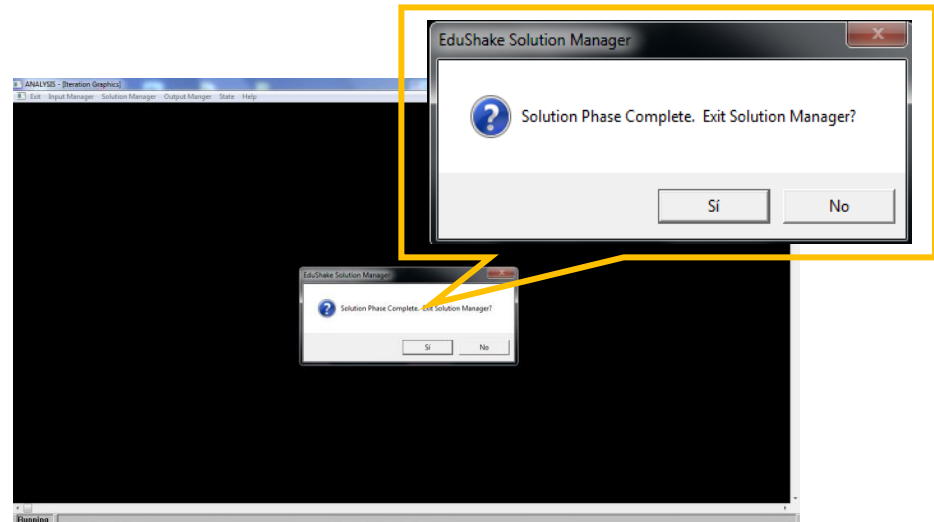 EduShake Solution Manager
x
Solution Phase Complete. Exit Solution Manager?
Sí
No
ANALYSIS - [Iteration Graphics]
Exit Input Manager Solution Manager Output Manger State Help
EduShake Solution Manager
Solution Phase Complete. Exit Solution Manager?
Sí
No
Running